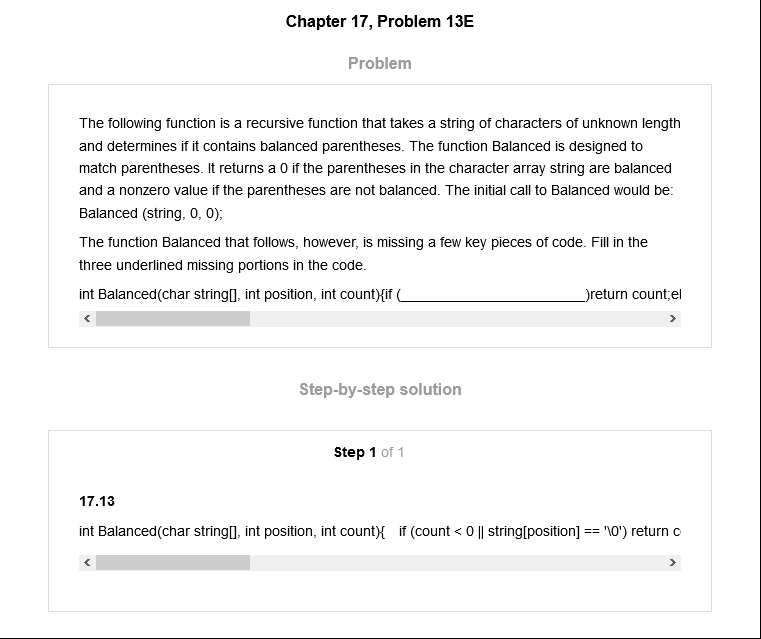 Chapter 17, Problem 13E
Problem
The following function is a recursive function that takes a string of characters of unknown length
and determines if it contains balanced parentheses. The function Balanced is designed to
match parentheses. It returns a 0 if the parentheses in the character array string are balanced
and a nonzero value if the parentheses are not balanced. The initial call to Balanced would be:
Balanced (string, 0, 0);
The function Balanced that follows, however, is missing a few key pieces of code. Fill in the
three underlined missing portions in the code.
int Balanced(char string[], int position, int count){if (________________________)return count;el
Step-by-step solution
Step 1 of 1
17.13
int Balanced(char string[], int position, int count){ if (count < 0 || string[position] == '\0') return c